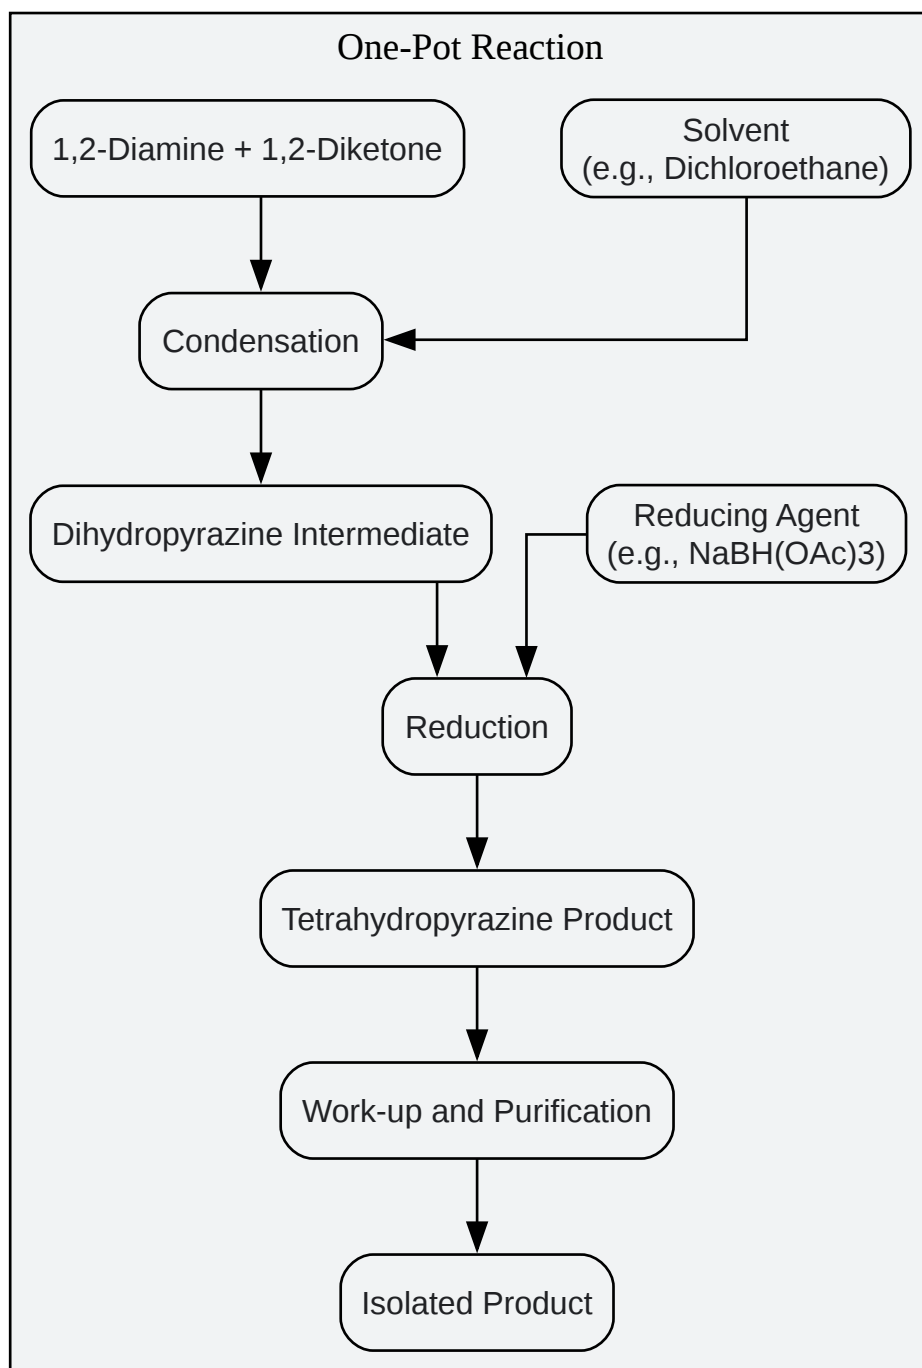 One-Pot Reaction
1,2-Diamine + 1,2-Diketone
Solvent
(e.g., Dichloroethane)
Condensation
Dihydropyrazine Intermediate
Reducing Agent
(e.g., NaBH(OAc)3)
Reduction
Tetrahydropyrazine Product
Work-up and Purification
Isolated Product